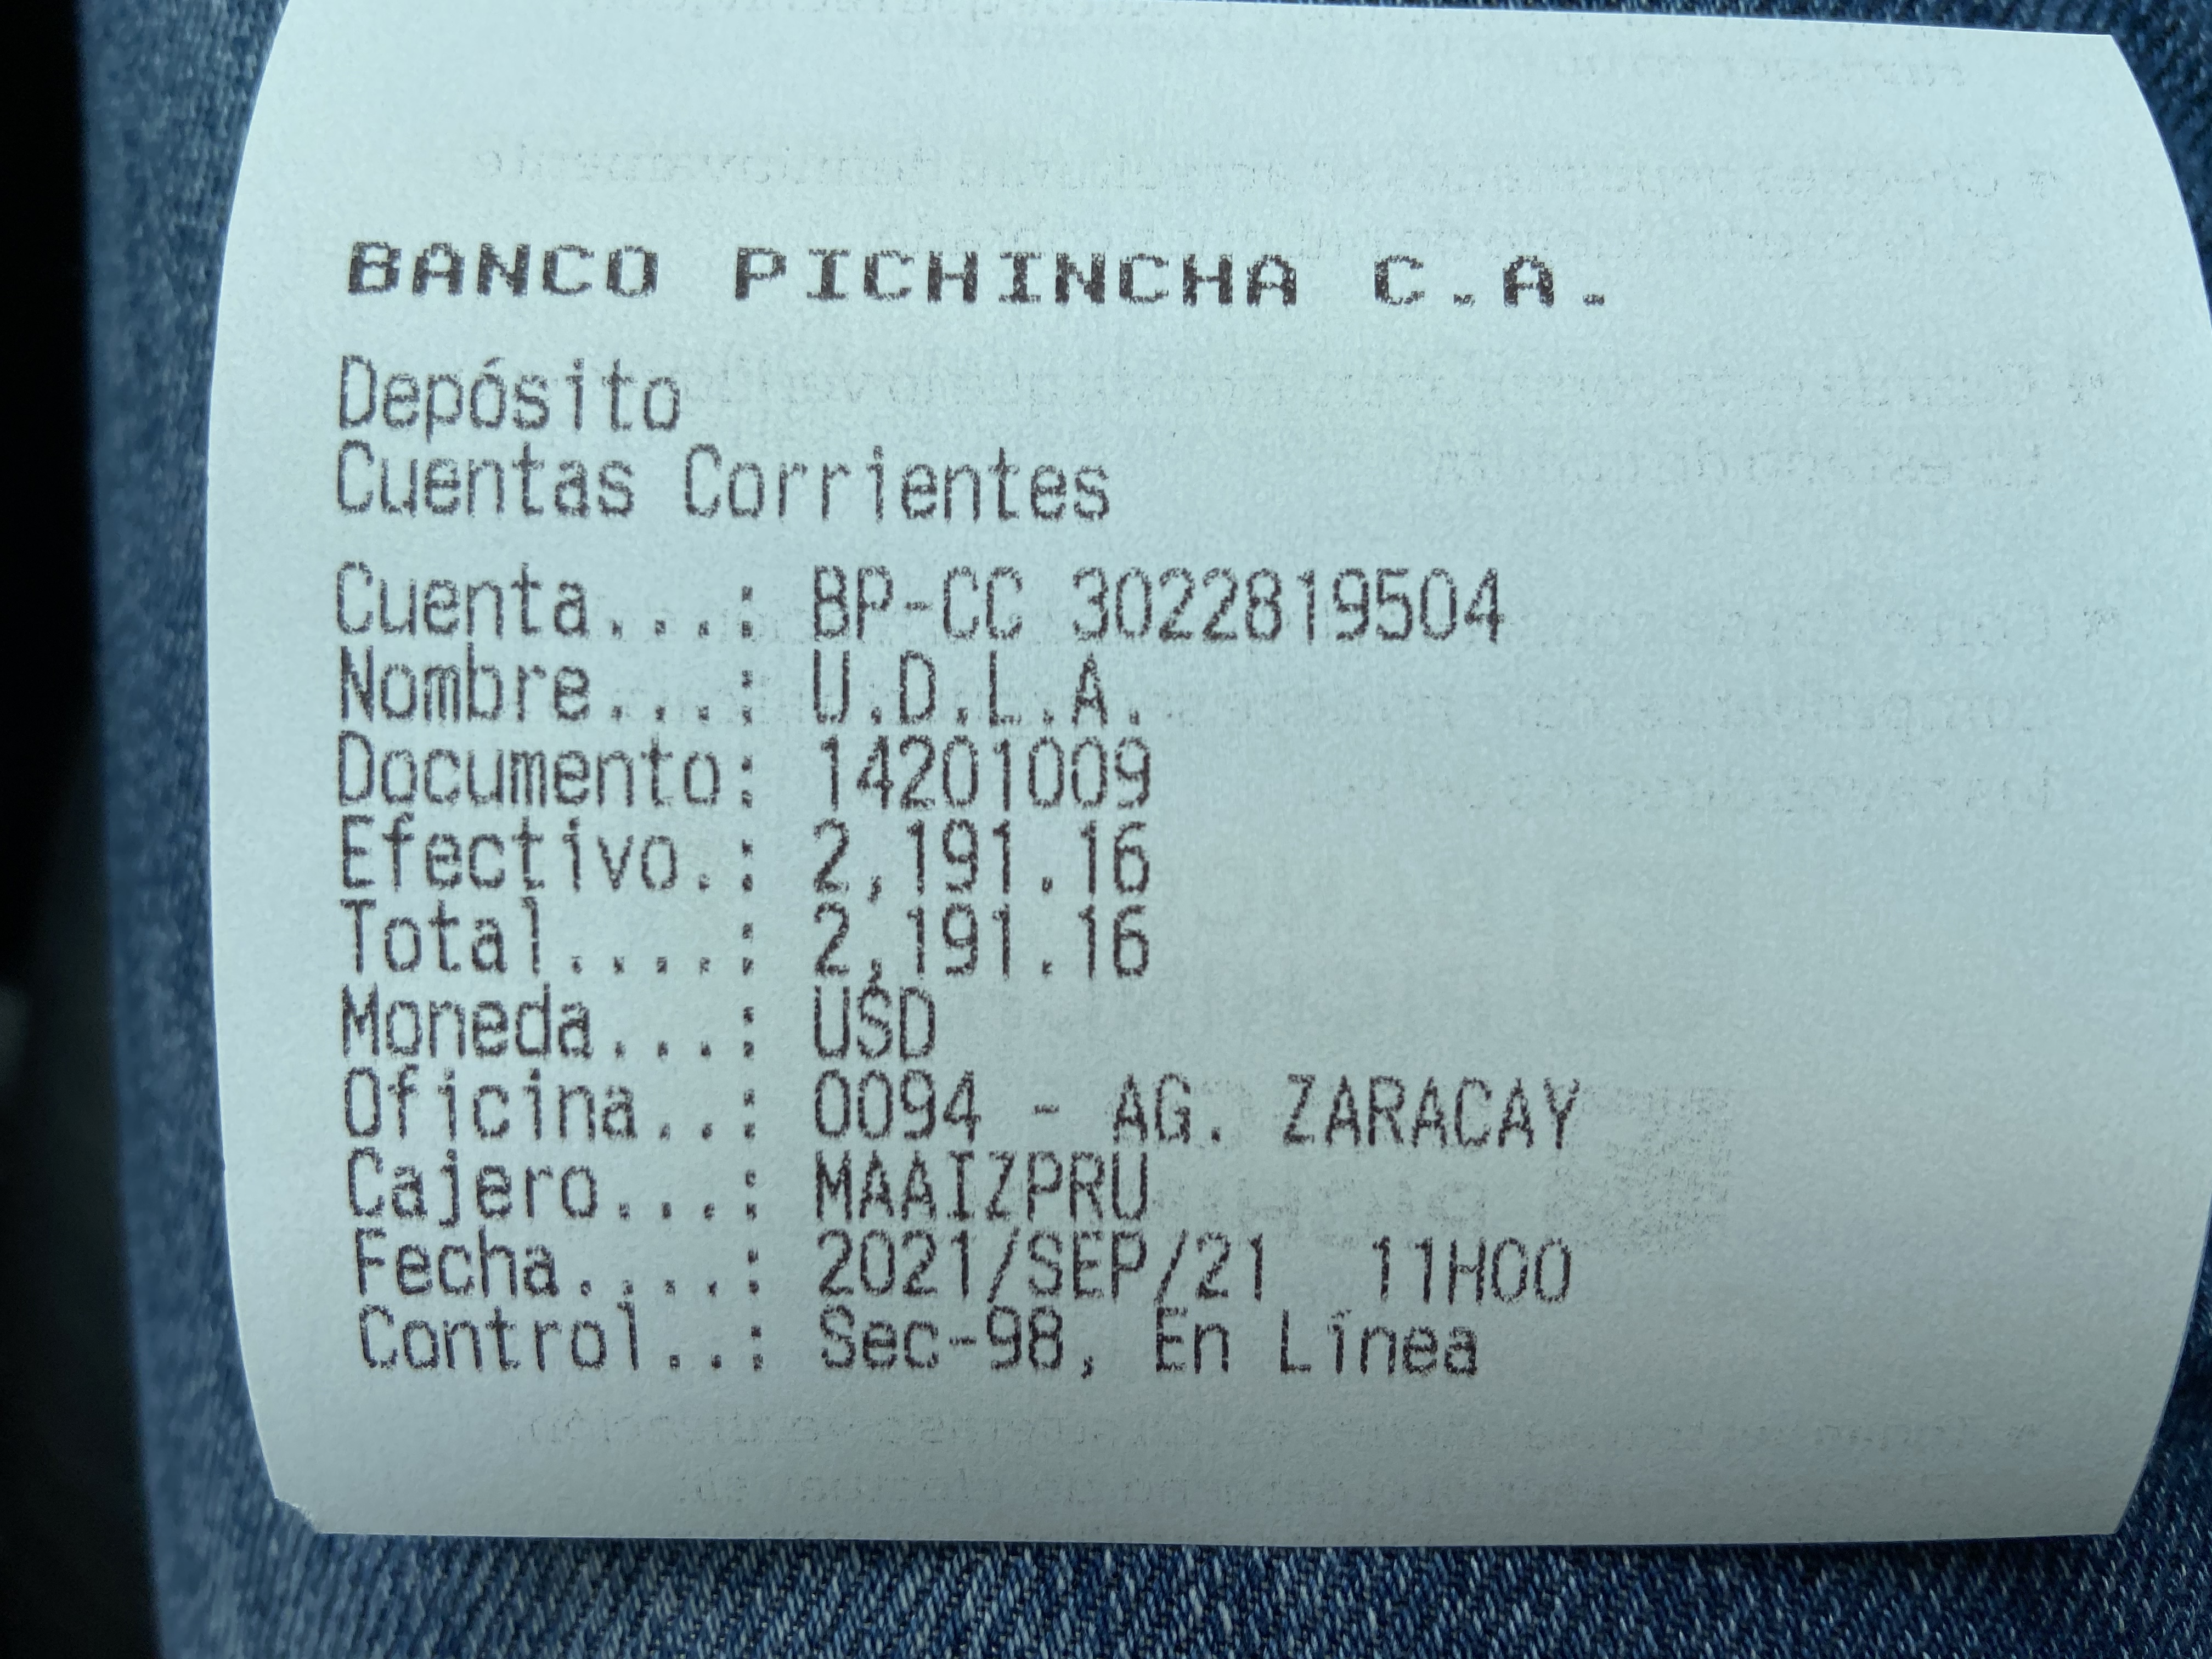 BANCO PICHINCHA C.A.
Depósito
Cuentas Corrientes
Cuenta...: BP-CC 3022819504
Nombre...: U.D.L.A.
Documento: 14201009
Efectivo.: 2,191.16
Total....: 2,191.16
Moneda...: USD
Oficina..: 0094 - AG. ZARACAY
Cajero...: MAAIZPRU
Fecha....: 2021/SEP/21 11H00
Control..: Sec-98, En Línea